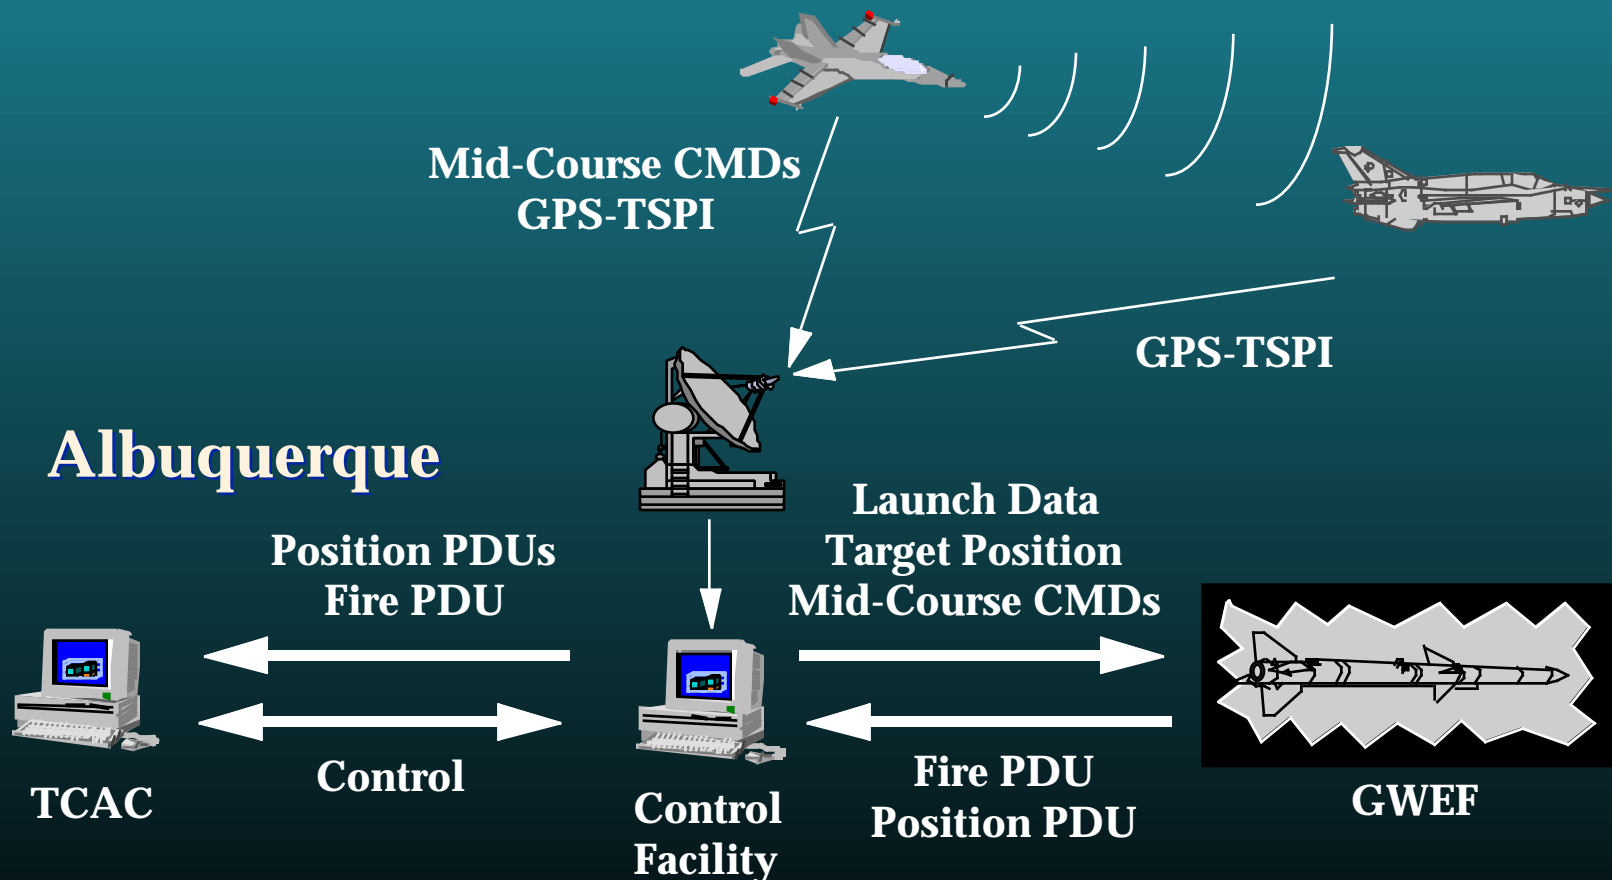 Mid-Course CMDs
GPS-TSPI
GPS-TSPI
Albuquerque
Position PDUs
Fire PDU
Launch Data
Target Position
Mid-Course CMDs
Control
TCAC
Control
Facility
Fire PDU
Position PDU
GWEF